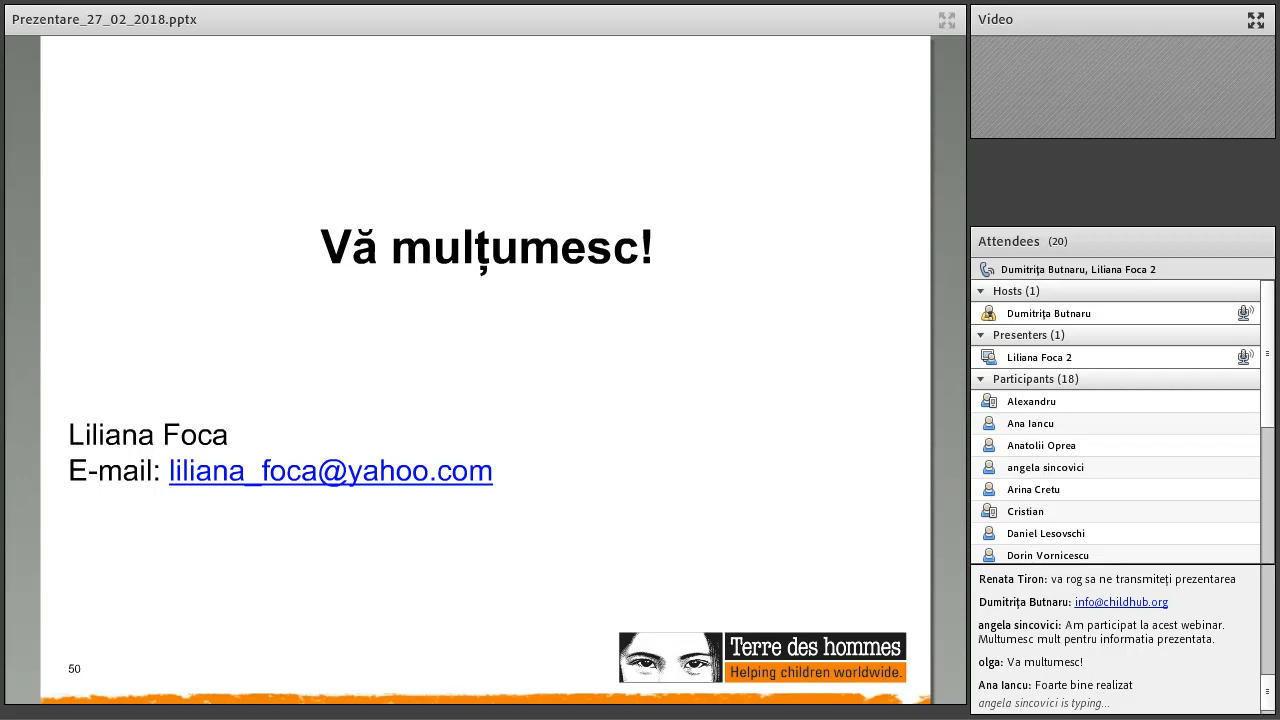 Prezentare_27_02_2018.pptx
Vă mulțumesc!
Liliana Foca
E-mail: liliana_foca@yahoo.com
50
Terre des hommes
Helping children worldwide.
Video
Attendees (20)
Dumitrița Butnaru, Liliana Foca 2
Hosts (1)
Dumitrița Butnaru
Presenters (1)
Liliana Foca 2
Participants (18)
Alexandru
Ana Iancu
Anatolii Oprea
angela sincovici
Arina Cretu
Cristian
Daniel Lesovschi
Dorin Vornicescu
Renata Tiron: va rog sa ne transmiteți prezentarea
Dumitrița Butnaru: info@childhub.org
angela sincovici: Am participat la acest webinar.
Multumesc mult pentru informatia prezentata.
olga: Va multumesc!
Ana Iancu: Foarte bine realizat
angela sincovici is typing...